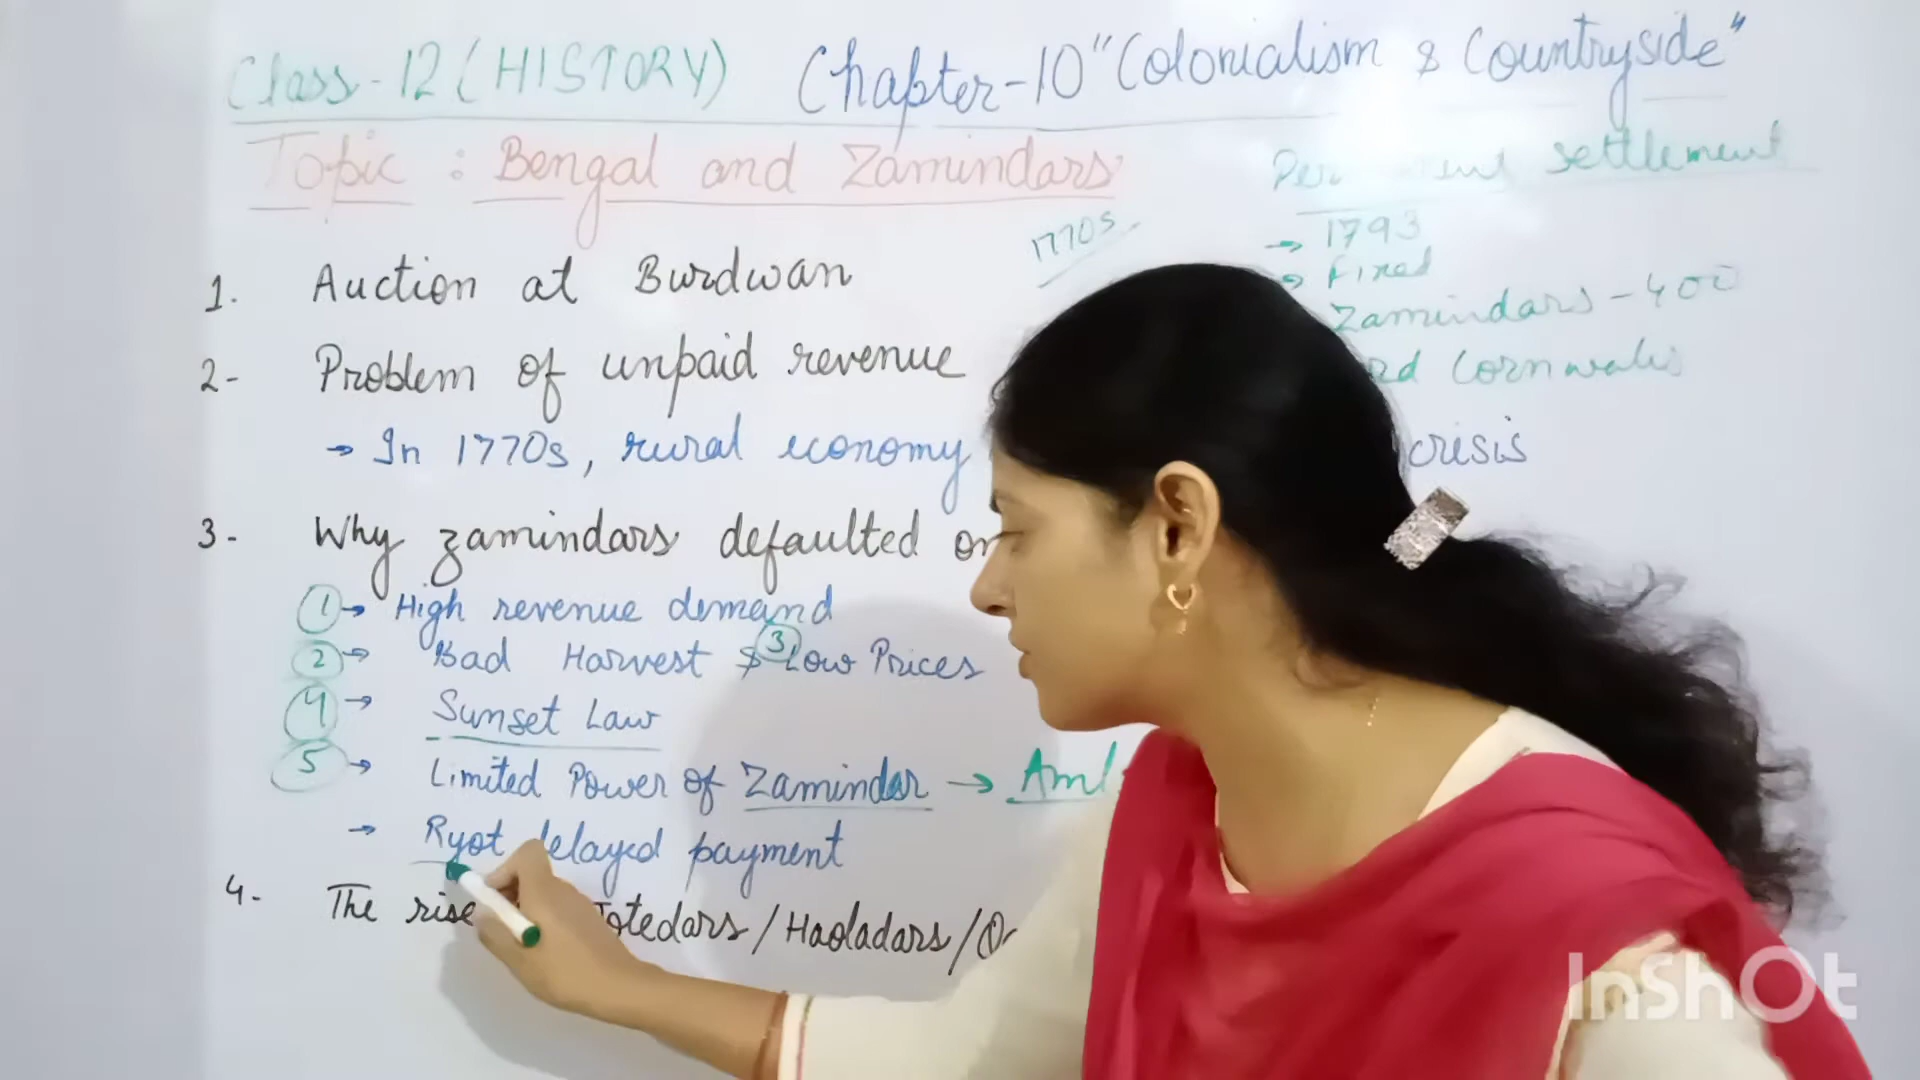 Class-12 (HISTORY) Chapter-10 "Colonialism & Countryside"
Topic : Bengal and Zamindars
settlement
1770s
→ 1793
→ Fixed
Zamindars - 400
Cornwalis
1. Auction at Burdwan
2- Problem of unpaid revenue
→ In 1770s, rural economy
crisis
3- Why zamindars defaulted on
1 → High revenue demand
2 → Bad Harvest & 3 Low Prices
4 → Sunset Law
5 → Limited Power of Zamindar →
→ Ryot delayed payment
4- The rise Jotedars / Haoladars /
InShOt